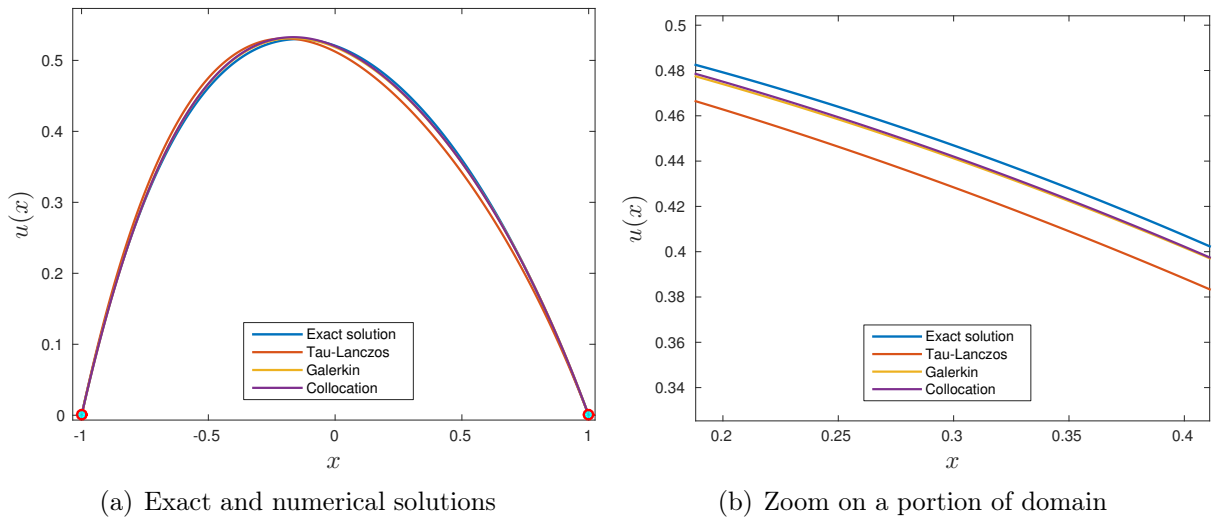 0.5
0.4
0.3
0.2
0.1
0
u(x)
-1
-0.5
0
0.5
1
x
Exact solution
Tau-Lanczos
Galerkin
Collocation
(a) Exact and numerical solutions
0.5
0.48
0.46
0.44
0.42
0.4
0.38
0.36
0.34
u(x)
0.2
0.25
0.3
0.35
0.4
x
Exact solution
Tau-Lanczos
Galerkin
Collocation
(b) Zoom on a portion of domain